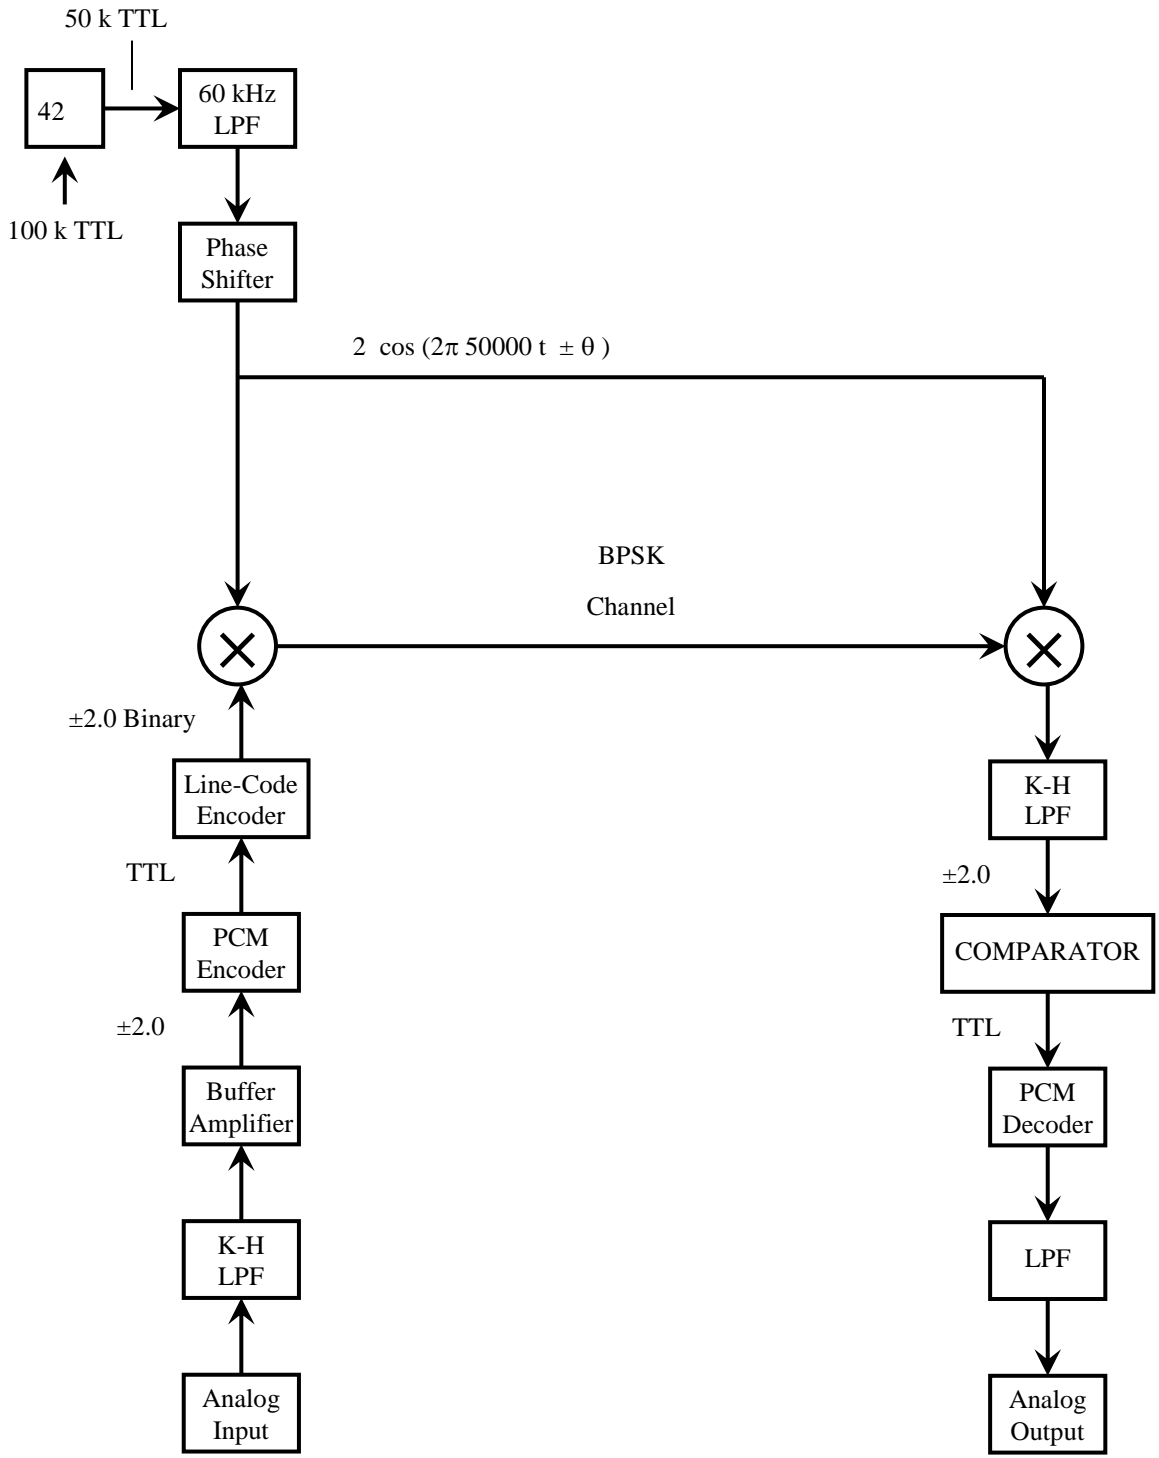 50 k TTL
42
60 kHz
LPF
100 k TTL
Phase
Shifter
2 cos (2π 50000 t ± θ )
BPSK
Channel
±2.0 Binary
Line-Code
Encoder
K-H
LPF
TTL
±2.0
PCM
Encoder
COMPARATOR
±2.0
TTL
Buffer
Amplifier
PCM
Decoder
K-H
LPF
LPF
Analog
Input
Analog
Output